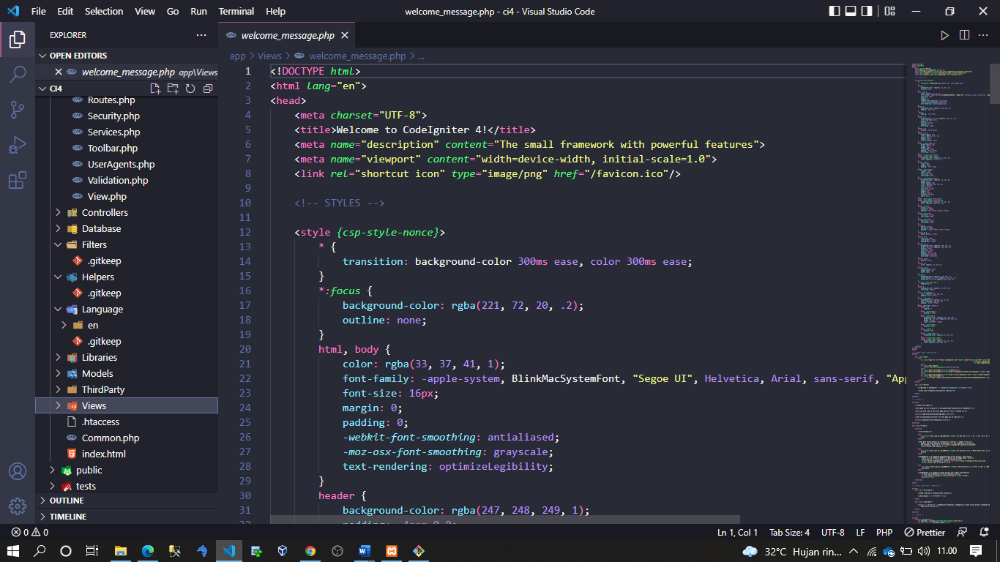 File Edit Selection View Go Run Terminal Help welcome_message.php - ci4 - Visual Studio Code
EXPLORER
OPEN EDITORS
welcome_message.php app\Views
CI4
Routes.php
Security.php
Services.php
Toolbar.php
UserAgents.php
Validation.php
View.php
Controllers
Database
Filters
.gitkeep
Helpers
.gitkeep
Language
en
.gitkeep
Libraries
Models
ThirdParty
Views
.htaccess
Common.php
index.html
public
tests
OUTLINE
TIMELINE
welcome_message.php
app > Views > welcome_message.php > ...
1 <!DOCTYPE html>
2 <html lang="en">
3 <head>
4 <meta charset="UTF-8">
5 <title>Welcome to CodeIgniter 4!</title>
6 <meta name="description" content="The small framework with powerful features">
7 <meta name="viewport" content="width=device-width, initial-scale=1.0">
8 <link rel="shortcut icon" type="image/png" href="/favicon.ico"/>
9
10 <!-- STYLES -->
11
12 <style {csp-style-nonce}>
13 * {
14 transition: background-color 300ms ease, color 300ms ease;
15 }
16 *:focus {
17 background-color: rgba(221, 72, 20, .2);
18 outline: none;
19 }
20 html, body {
21 color: rgba(33, 37, 41, 1);
22 font-family: -apple-system, BlinkMacSystemFont, "Segoe UI", Helvetica, Arial, sans-serif, "App
23 font-size: 16px;
24 margin: 0;
25 padding: 0;
26 -webkit-font-smoothing: antialiased;
27 -moz-osx-font-smoothing: grayscale;
28 text-rendering: optimizeLegibility;
29 }
30 header {
31 background-color: rgba(247, 248, 249, 1);
0 0 Ln 1, Col 1 Tab Size: 4 UTF-8 LF PHP Prettier
32°C Hujan rin... 11.00